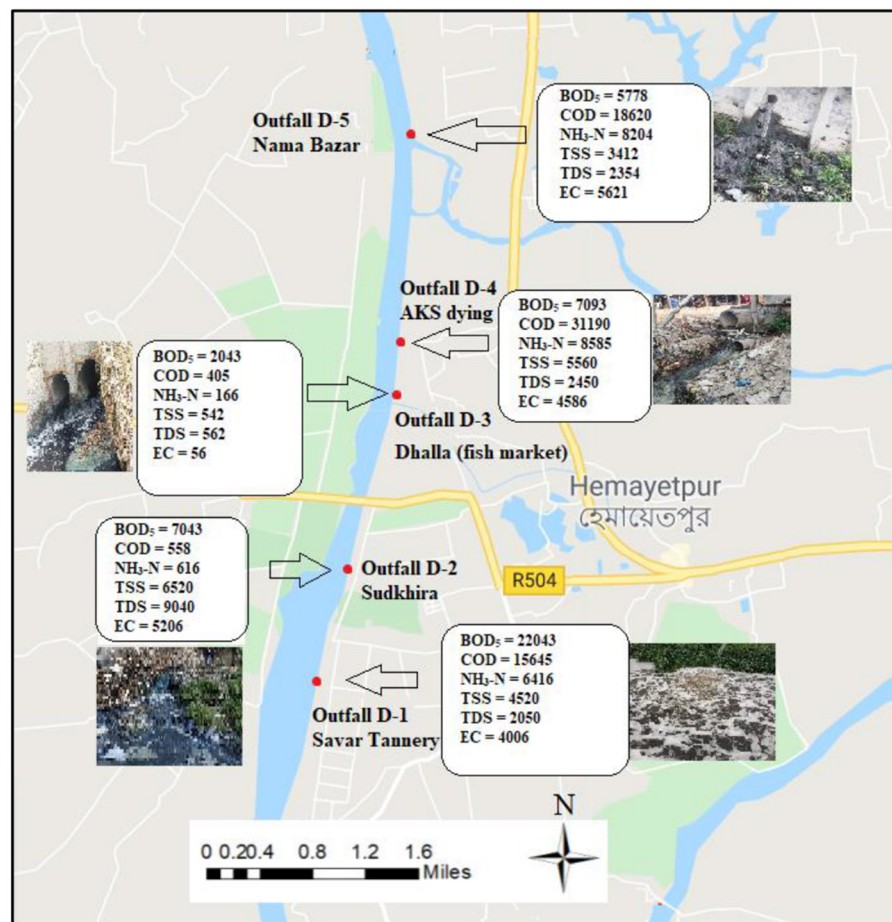 Outfall D-5
Nama Bazar
BOD₅ = 5778
COD = 18620
NH₃-N = 8204
TSS = 3412
TDS = 2354
EC = 5621
Outfall D-4
AKS dying
BOD₅ = 7093
COD = 31190
NH₃-N = 8585
TSS = 5560
TDS = 2450
EC = 4586
BOD₅ = 2043
COD = 405
NH₃-N = 166
TSS = 542
TDS = 562
EC = 56
Outfall D-3
Dhalla (fish market)
Hemayetpur
হেমায়েতপুর
BOD₅ = 7043
COD = 558
NH₃-N = 616
TSS = 6520
TDS = 9040
EC = 5206
Outfall D-2
Sudkhira
R504
BOD₅ = 22043
COD = 15645
NH₃-N = 6416
TSS = 4520
TDS = 2050
EC = 4006
Outfall D-1
Savar Tannery
N
0 0.2 0.4 0.8 1.2 1.6
Miles